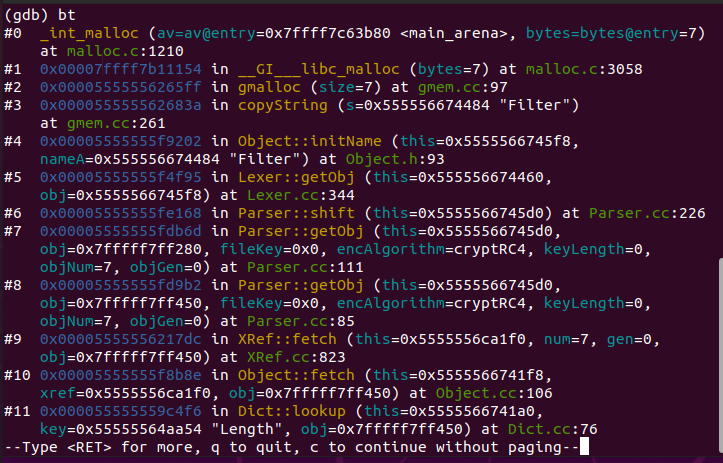 (gdb) bt
#0  _int_malloc (av=av@entry=0x7ffff7c63b80 <main_arena>, bytes=bytes@entry=7)
    at malloc.c:1210
#1  0x00007ffff7b11154 in __GI___libc_malloc (bytes=7) at malloc.c:3058
#2  0x00005555556265ff in gmalloc (size=7) at gmem.cc:97
#3  0x000055555562683a in copyString (s=0x555556674484 "Filter")
    at gmem.cc:261
#4  0x00005555555f9202 in Object::initName (this=0x5555566745f8,
    nameA=0x555556674484 "Filter") at Object.h:93
#5  0x00005555555f4f95 in Lexer::getObj (this=0x555556674460,
    obj=0x5555566745f8) at Lexer.cc:344
#6  0x00005555555fe168 in Parser::shift (this=0x5555566745d0) at Parser.cc:226
#7  0x00005555555fdb6d in Parser::getObj (this=0x5555566745d0,
    obj=0x7fffff7ff280, fileKey=0x0, encAlgorithm=cryptRC4, keyLength=0,
    objNum=7, objGen=0) at Parser.cc:111
#8  0x00005555555fd9b2 in Parser::getObj (this=0x5555566745d0,
    obj=0x7fffff7ff450, fileKey=0x0, encAlgorithm=cryptRC4, keyLength=0,
    objNum=7, objGen=0) at Parser.cc:85
#9  0x00005555556217dc in XRef::fetch (this=0x5555556ca1f0, num=7, gen=0,
    obj=0x7fffff7ff450) at XRef.cc:823
#10 0x00005555555f8b8e in Object::fetch (this=0x5555566741f8,
    xref=0x5555556ca1f0, obj=0x7fffff7ff450) at Object.cc:106
#11 0x000055555559c4f6 in Dict::lookup (this=0x5555566741a0,
    key=0x55555564aa54 "Length", obj=0x7fffff7ff450) at Dict.cc:76
--Type <RET> for more, q to quit, c to continue without paging--